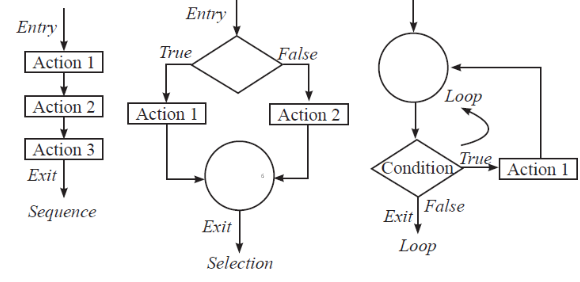 Entry
Action 1
Action 2
Action 3
Exit
Sequence
Entry
True
False
Action 1
Action 2
6
Exit
Selection
Loop
Condition
True
Action 1
False
Exit
Loop